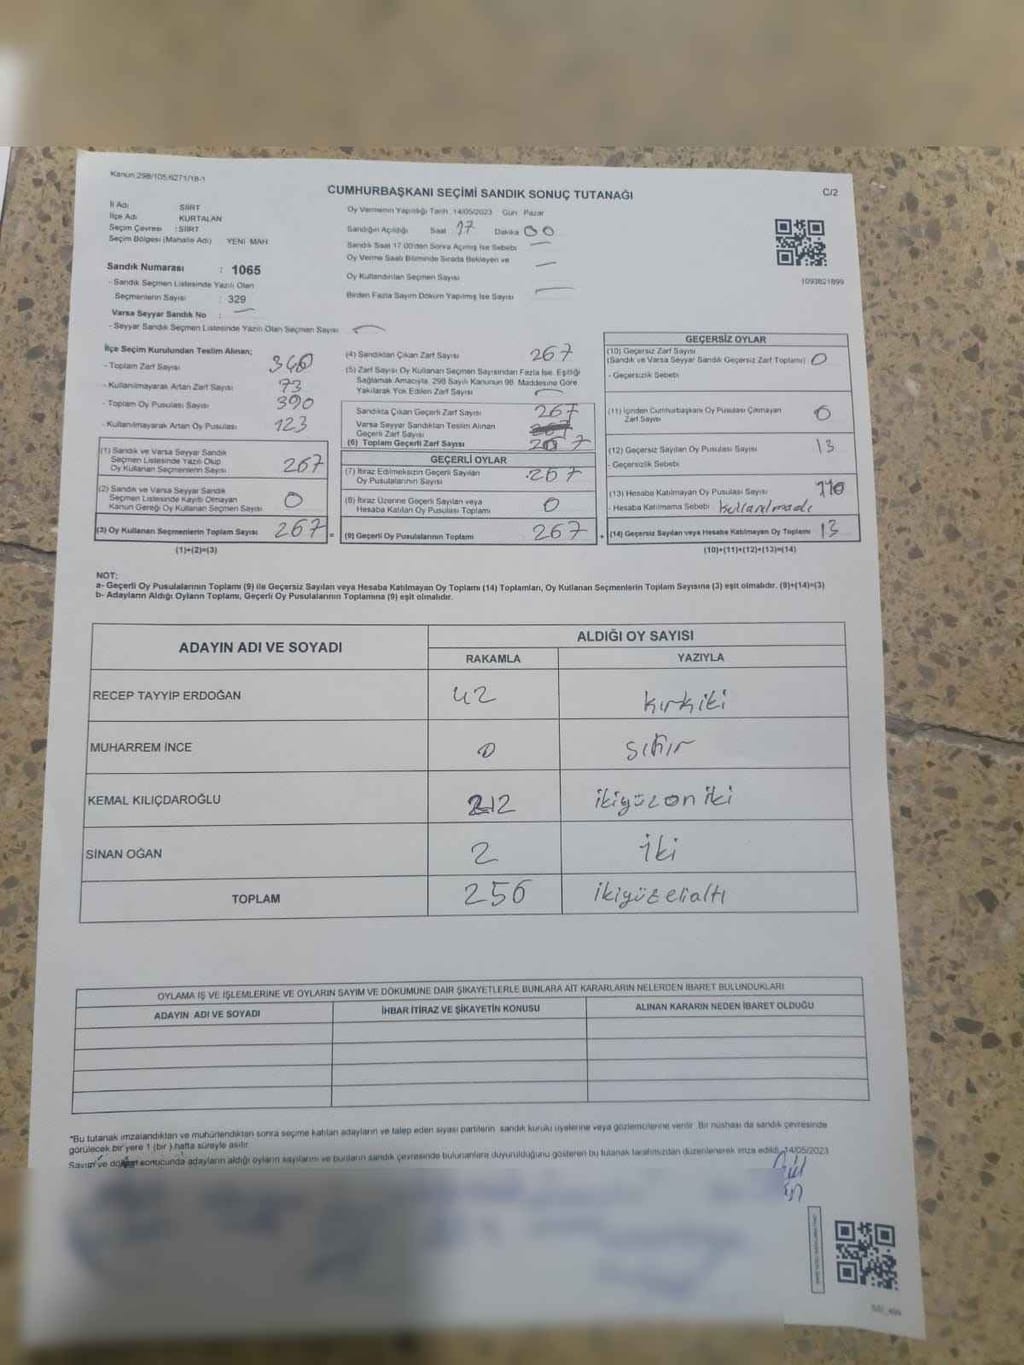 Kanun:298/105;6271/18-1
CUMHURBAŞKANI SEÇİMİ SANDIK SONUÇ TUTANAĞI
C/2
İl Adı SİİRT
İlçe Adı KURTALAN
Seçim Çevresi : SİİRT
Seçim Bölgesi (Mahalle Adı) YENİ MAH
Sandık Numarası : 1065
- Sandık Seçmen Listesinde Yazılı Olan
Seçmenlerin Sayısı : 329
Varsa Seyyar Sandık No :
- Seyyar Sandık Seçmen Listesinde Yazılı Olan Seçmen Sayısı
Oy Vermenin Yapıldığı Tarih 14/05/2023 Gün Pazar
Sandığın Açıldığı Saat 17 Dakika 00
Sandık Saat 17.00'den Sonra Açılmış İse Sebebi
Oy Verme Saati Bitiminde Sırada Bekleyen ve
Oy Kullandırılan Seçmen Sayısı
Birden Fazla Sayım Döküm Yapılmış İse Sayısı
1093821899
İlçe Seçim Kurulundan Teslim Alınan;
- Toplam Zarf Sayısı 340
- Kullanılmayarak Artan Zarf Sayısı 73
- Toplam Oy Pusulası Sayısı 390
- Kullanılmayarak Artan Oy Pusulası 123
(1) Sandık ve Varsa Seyyar Sandık
Seçmen Listesinde Yazılı Olup
Oy Kullanan Seçmenlerin Sayısı 267
(2) Sandık ve Varsa Seyyar Sandık
Seçmen Listesinde Kayıtlı Olmayan
Kanun Gereği Oy Kullanan Seçmen Sayısı 0
(3) Oy Kullanan Seçmenlerin Toplam Sayısı 267
(1)+(2)=(3)
(4) Sandıktan Çıkan Zarf Sayısı 267
(5) Zarf Sayısı Oy Kullanan Seçmen Sayısından Fazla İse, Eşitliği
Sağlamak Amacıyla, 298 Sayılı Kanunun 98. Maddesine Göre
Yakılarak Yok Edilen Zarf Sayısı
Sandıkta Çıkan Geçerli Zarf Sayısı 267
Varsa Seyyar Sandıktan Teslim Alınan
Geçerli Zarf Sayısı
(6) Toplam Geçerli Zarf Sayısı 267
GEÇERLİ OYLAR
(7) İtiraz Edilmeksizin Geçerli Sayılan
Oy Pusulalarının Sayısı 267
(8) İtiraz Üzerine Geçerli Sayılan veya
Hesaba Katılan Oy Pusulası Toplamı 0
(9) Geçerli Oy Pusulalarının Toplamı 267
GEÇERSİZ OYLAR
(10) Geçersiz Zarf Sayısı
(Sandık ve Varsa Seyyar Sandık Geçersiz Zarf Toplamı) 0
- Geçersizlik Sebebi
(11) İçinden Cumhurbaşkanı Oy Pusulası Çıkmayan
Zarf Sayısı 0
(12) Geçersiz Sayılan Oy Pusulası Sayısı 13
- Geçersizlik Sebebi
(13) Hesaba Katılmayan Oy Pusulası Sayısı 110
- Hesaba Katılmama Sebebi kullanılmadı
(14) Geçersiz Sayılan veya Hesaba Katılmayan Oy Toplamı 13
(10)+(11)+(12)+(13)=(14)
NOT:
a- Geçerli Oy Pusulalarının Toplamı (9) ile Geçersiz Sayılan veya Hesaba Katılmayan Oy Toplamı (14) Toplamları, Oy Kullanan Seçmenlerin Toplam Sayısına (3) eşit olmalıdır. (9)+(14)=(3)
b- Adayların Aldığı Oyların Toplamı, Geçerli Oy Pusulalarının Toplamına (9) eşit olmalıdır.
ADAYIN ADI VE SOYADI
ALDIĞI OY SAYISI
RAKAMLA YAZIYLA
RECEP TAYYİP ERDOĞAN 42 kırkiki
MUHARREM İNCE 0 sıfır
KEMAL KILIÇDAROĞLU 212 ikiyüzoniki
SİNAN OĞAN 2 iki
TOPLAM 256 ikiyüzelialtı
OYLAMA İŞ VE İŞLEMLERİNE VE OYLARIN SAYIM VE DÖKÜMÜNE DAİR ŞİKAYETLERLE BUNLARA AİT KARARLARIN NELERDEN İBARET BULUNDUKLARI
ADAYIN ADI VE SOYADI İHBAR İTİRAZ VE ŞİKAYETİN KONUSU ALINAN KARARIN NEDEN İBARET OLDUĞU
*Bu tutanak imzalandıktan ve mühürlendikten sonra seçime katılan adayların ve talep eden siyasi partilerin sandık kurulu üyelerine veya gözlemcilerine verilir. Bir nüshası da sandık çevresinde
görülecek bir yere 1 (bir) hafta süreyle asılır.
Sayım ve döküm sonucunda adayların aldığı oyların sayılarını ve bunların sandık çevresinde bulunanlara duyurulduğunu gösteren bu tutanak tarafımızdan düzenlenerek imza edildi. 14/05/2023